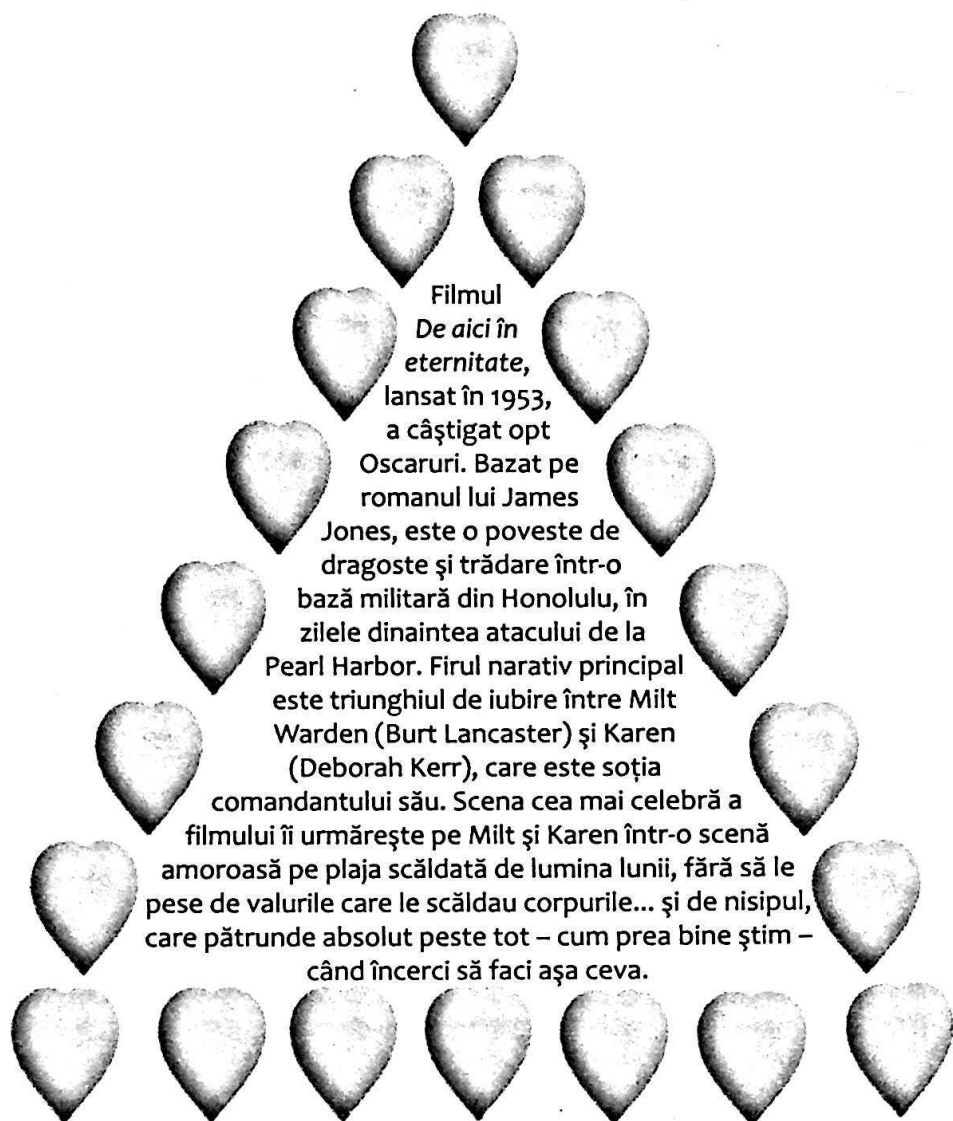 Filmul
De aici în
eternitate,
lansat în 1953,
a câştigat opt
Oscaruri. Bazat pe
romanul lui James
Jones, este o poveste de
dragoste şi trădare într-o
bază militară din Honolulu, în
zilele dinaintea atacului de la
Pearl Harbor. Firul narativ principal
este triunghiul de iubire între Milt
Warden (Burt Lancaster) şi Karen
(Deborah Kerr), care este soţia
comandantului său. Scena cea mai celebră a
filmului îi urmăreşte pe Milt şi Karen într-o scenă
amoroasă pe plaja scăldată de lumina lunii, fără să le
pese de valurile care le scăldau corpurile... şi de nisipul,
care pătrunde absolut peste tot – cum prea bine ştim –
când încerci să faci aşa ceva.